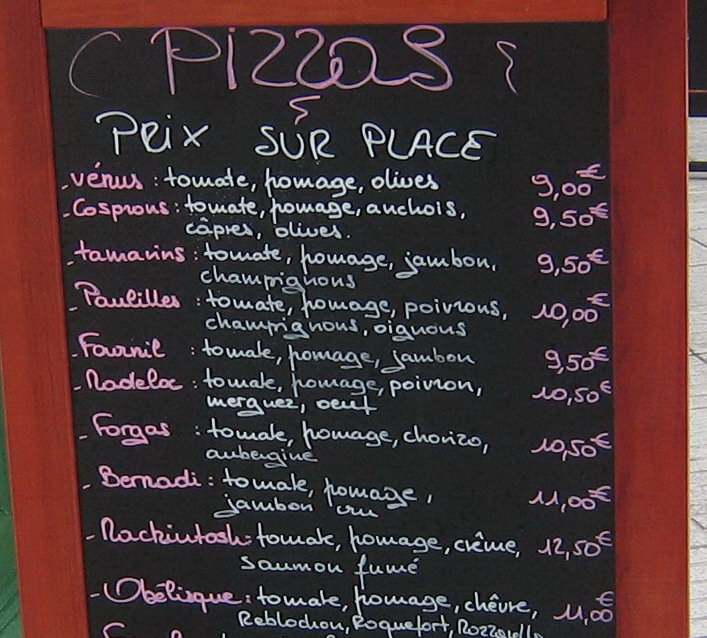 PIZZAS
PRIX SUR PLACE
-Vénus : tomate, fromage, olives 9,00€
-Cosprons : tomate, fromage, anchois, 9,50€
câpres, olives.
-tamarins : tomate, fromage, jambon, 9,50€
champignons
-Paulilles : tomate, fromage, poivrons, 10,00€
champignons, oignons
-Fournil : tomate, fromage, jambon 9,50€
-Madeloc : tomate, fromage, poivron, 10,50€
merguez, oeuf
-Forgas : tomate, fromage, chorizo, 10,50€
aubergine
-Bernadi : tomate, fromage, 11,00€
jambon cru
-Mackintosh : tomate, fromage, crême, 12,50€
saumon fumé
-Obélisque : tomate, fromage, chèvre, 11,00€
Reblochon, Roquefort, Mozzarella